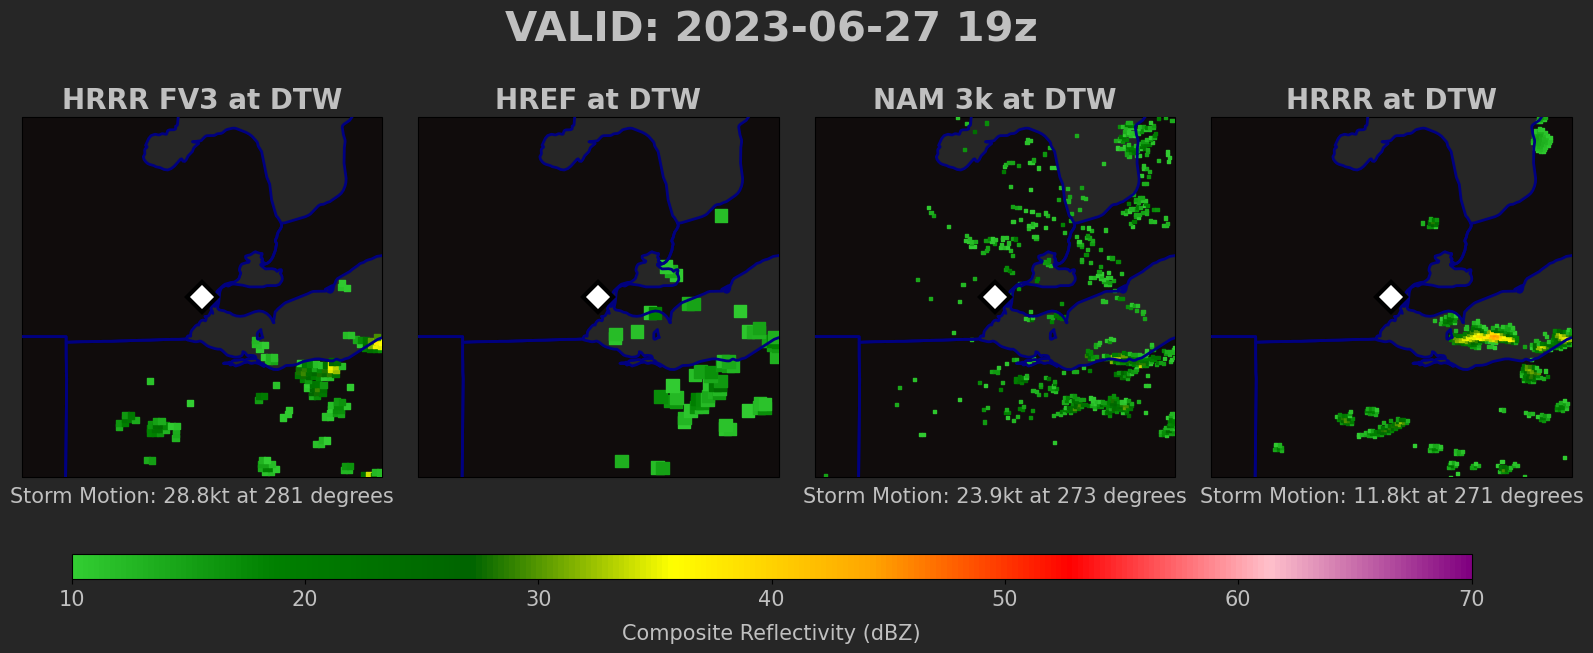 VALID: 2023-06-27 19z
HRRR FV3 at DTW
HREF at DTW
NAM 3k at DTW
HRRR at DTW
Storm Motion: 28.8kt at 281 degrees
Storm Motion: 23.9kt at 273 degrees
Storm Motion: 11.8kt at 271 degrees
10 20 30 40 50 60 70
Composite Reflectivity (dBZ)